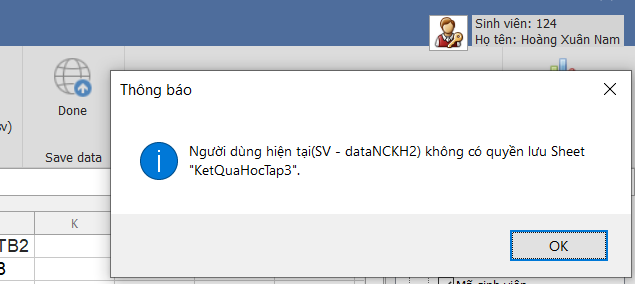 Sinh viên: 124
Họ tên: Hoàng Xuân Nam
Done
Save data
Thông báo
Người dùng hiện tại(SV - dataNCKH2) không có quyền lưu Sheet
"KetQuaHocTap3".
OK
K
TB2